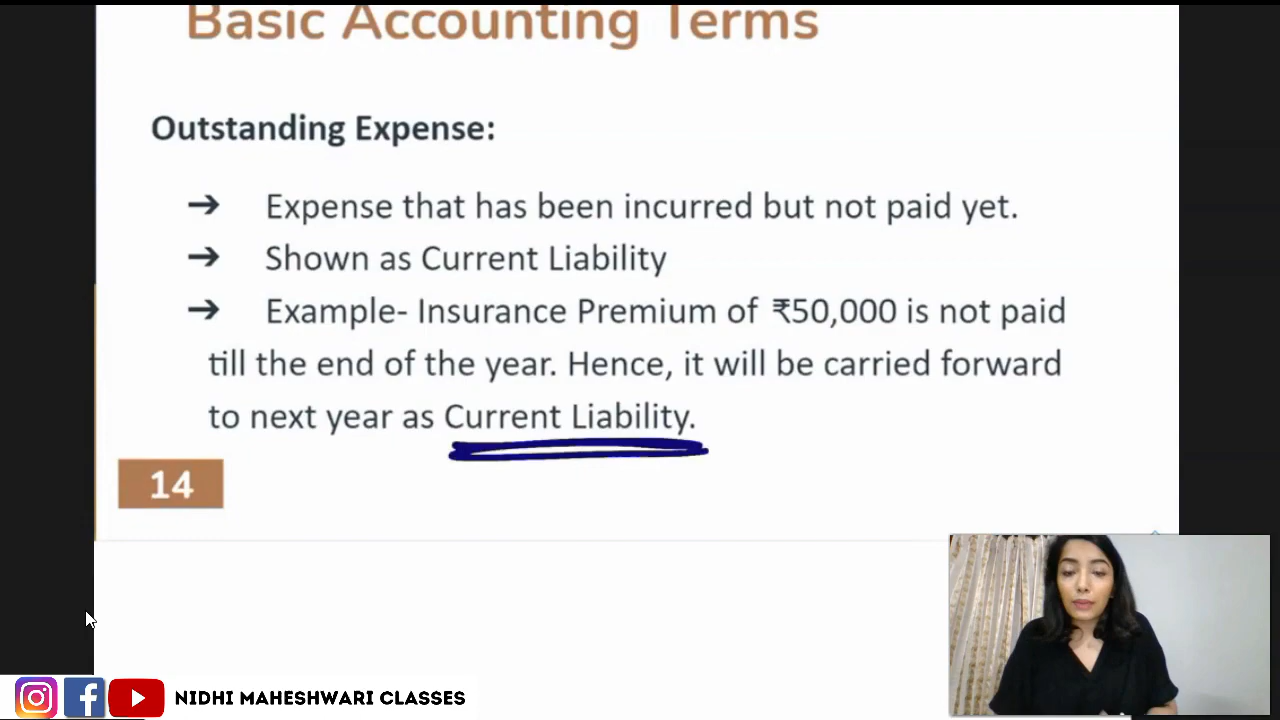 Basic Accounting Terms
Outstanding Expense:
➔ Expense that has been incurred but not paid yet.
➔ Shown as Current Liability
➔ Example- Insurance Premium of ₹50,000 is not paid
till the end of the year. Hence, it will be carried forward
to next year as Current Liability.
14
NIDHI MAHESHWARI CLASSES